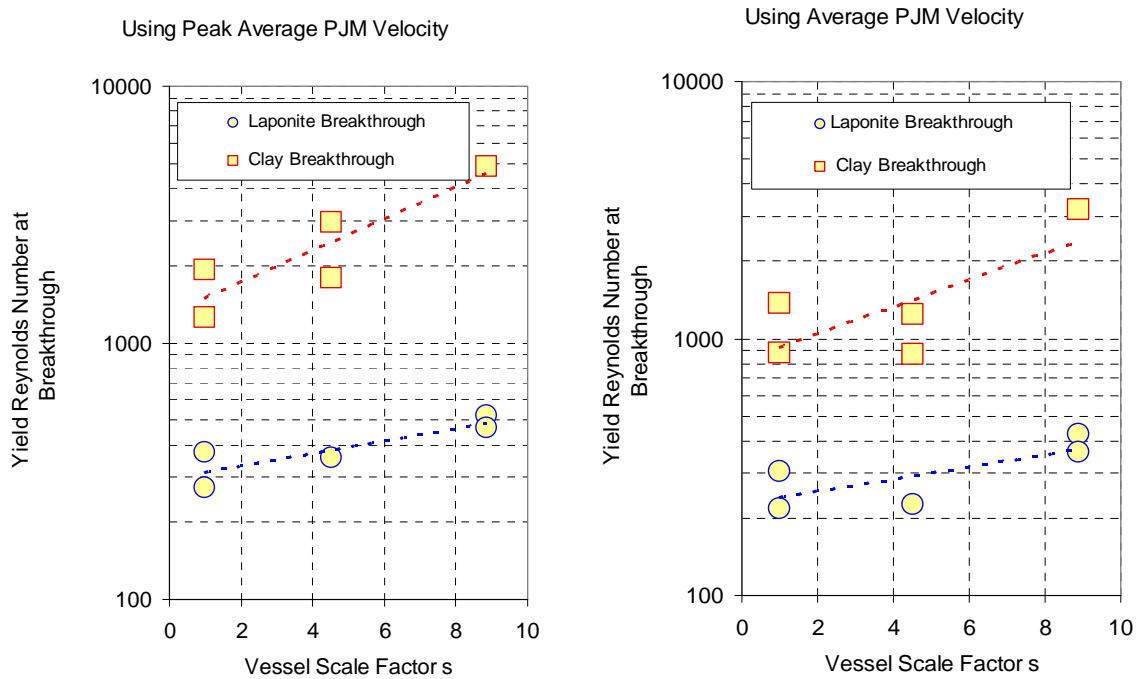 Using Peak Average PJM Velocity
10000
1000
100
Yield Reynolds Number at
Breakthrough
Laponite Breakthrough
Clay Breakthrough
0 2 4 6 8 10
Vessel Scale Factor s
Using Average PJM Velocity
10000
1000
100
Yield Reynolds Number at
Breakthrough
Laponite Breakthrough
Clay Breakthrough
0 2 4 6 8 10
Vessel Scale Factor s